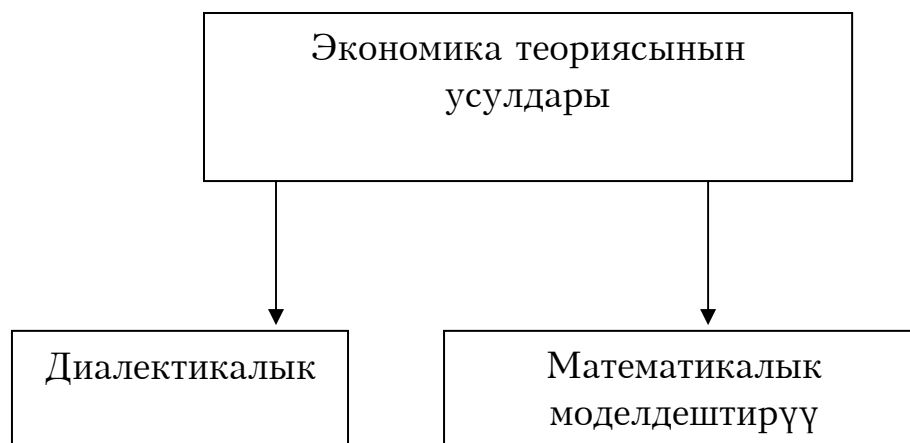 Экономика теориясынын
усулдары
Диалектикалык
Математикалык
моделдештирүү